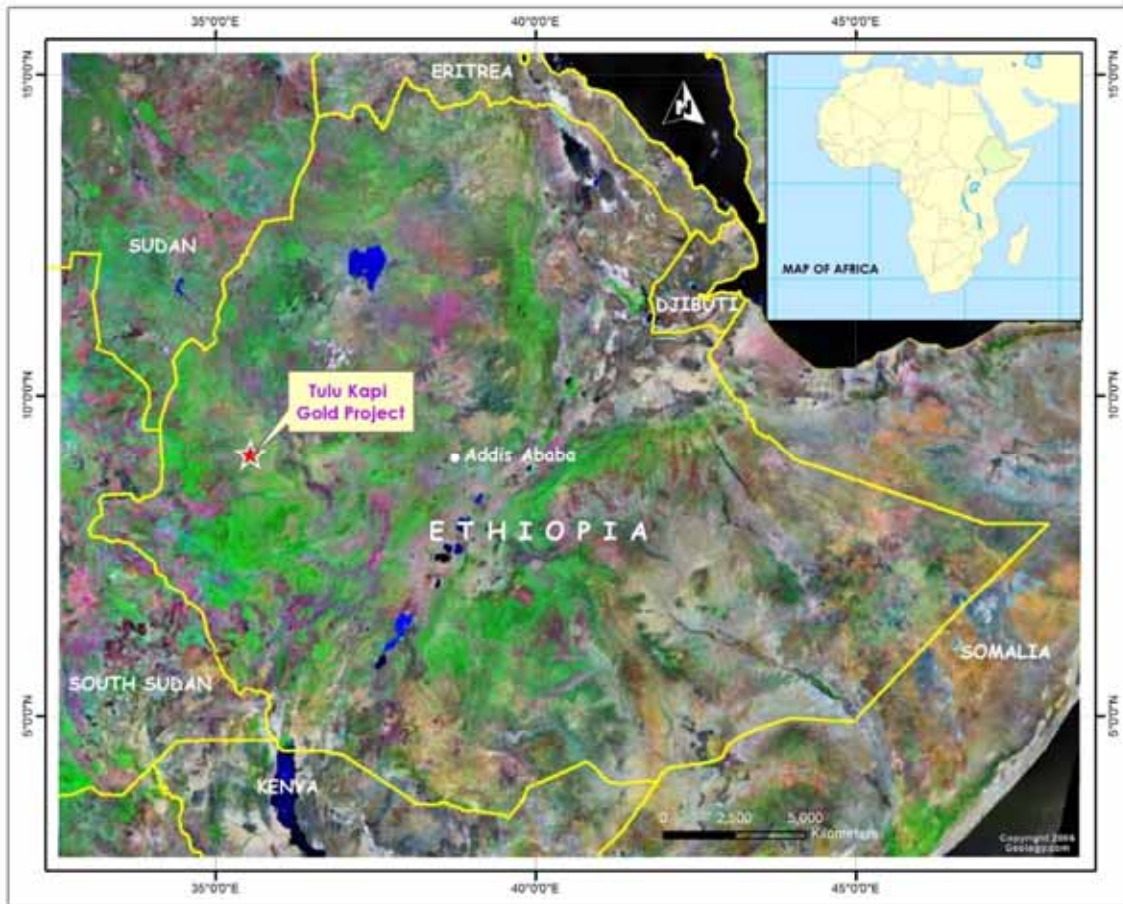 35°0'0"E 40°0'0"E 45°0'0"E
15°0'0"N 15°0'0"N
ERITREA
N
SUDAN
MAP OF AFRICA
DJIBUTI
10°0'0"N 10°0'0"N
Tulu Kapi
Gold Project
Addis Ababa
ETHIOPIA
SOMALIA
SOUTH SUDAN
5°0'0"N 5°0'0"N
KENYA
0 2,500 5,000
Kilometers
Copyright 2006
Geology.com
35°0'0"E 40°0'0"E 45°0'0"E